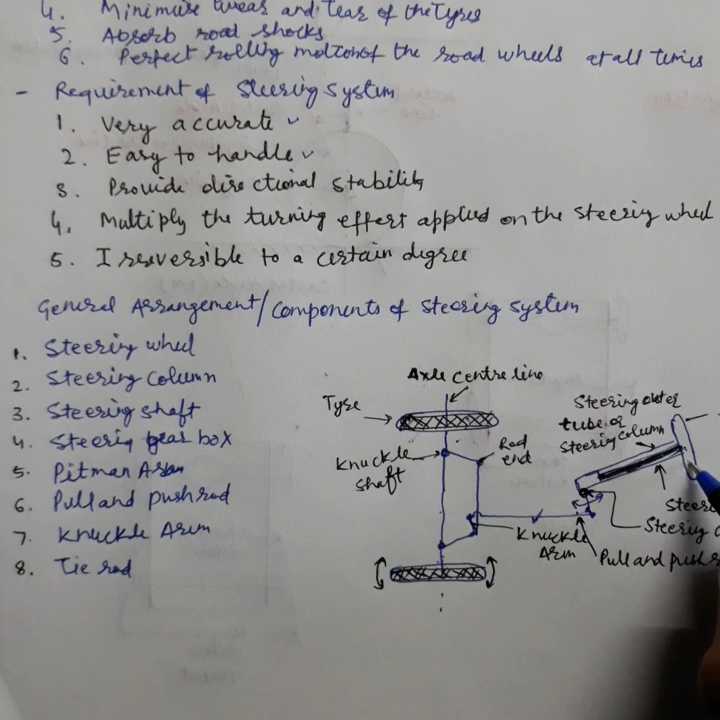 4. Minimise wear and Tear of the Tyres
5. Absorb road shocks
6. Perfect rolling motion of the road wheels at all times
- Requirement of Steering system
1. Very accurate ✓
2. Easy to handle ✓
3. Provide directional stability
4. Multiply the turning effort applied on the steering wheel
5. Irreversible to a certain degree
General Arrangement/Components of steering system
1. Steering wheel
2. Steering Column
3. Steering shaft
4. Steering gear box
5. Pitman Arm
6. Pull and push rod
7. Knuckle Arm
8. Tie rod
Axle centre line
Tyre
Knuckle
shaft
Rod
end
Knuckle
Arm
Steering outer
tube or
steering column
Steering
Pull and push